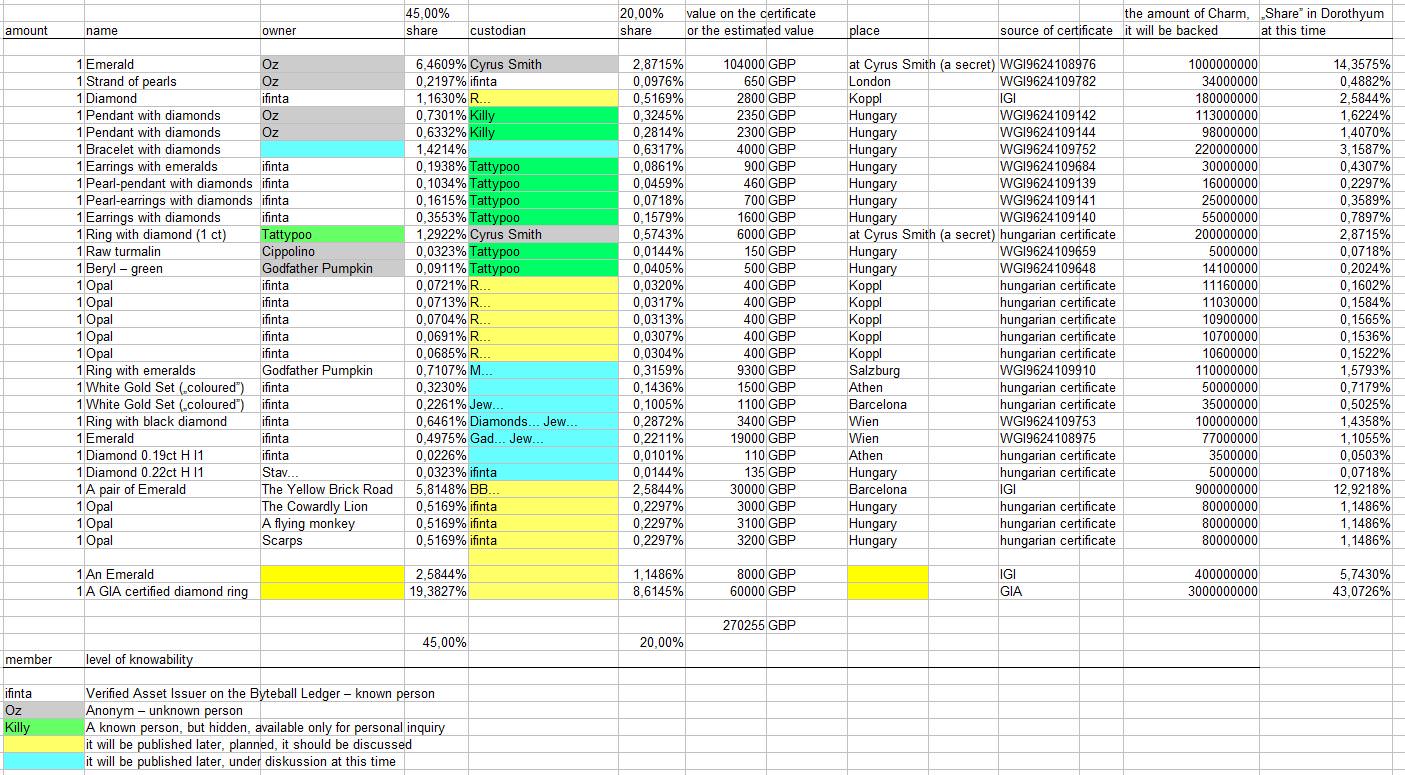 45,00% 20,00% value on the certificate the amount of Charm, „Share" in Dorothyum
amount name owner share custodian share or the estimated value place source of certificate it will be backed at this time
1 Emerald Oz 6,4609% Cyrus Smith 2,8715% 104000 GBP at Cyrus Smith (a secret) WGI9624108976 1000000000 14,3575%
1 Strand of pearls Oz 0,2197% ifinta 0,0976% 650 GBP London WGI9624109782 34000000 0,4882%
1 Diamond ifinta 1,1630% R... 0,5169% 2800 GBP Koppl IGI 180000000 2,5844%
1 Pendant with diamonds Oz 0,7301% Killy 0,3245% 2350 GBP Hungary WGI9624109142 113000000 1,6224%
1 Pendant with diamonds Oz 0,6332% Killy 0,2814% 2300 GBP Hungary WGI9624109144 98000000 1,4070%
1 Bracelet with diamonds 1,4214% 0,6317% 4000 GBP Hungary WGI9624109752 220000000 3,1587%
1 Earrings with emeralds ifinta 0,1938% Tattypoo 0,0861% 900 GBP Hungary WGI9624109684 30000000 0,4307%
1 Pearl-pendant with diamonds ifinta 0,1034% Tattypoo 0,0459% 460 GBP Hungary WGI9624109139 16000000 0,2297%
1 Pearl-earrings with diamonds ifinta 0,1615% Tattypoo 0,0718% 700 GBP Hungary WGI9624109141 25000000 0,3589%
1 Earrings with diamonds ifinta 0,3553% Tattypoo 0,1579% 1600 GBP Hungary WGI9624109140 55000000 0,7897%
1 Ring with diamond (1 ct) Tattypoo 1,2922% Cyrus Smith 0,5743% 6000 GBP at Cyrus Smith (a secret) hungarian certificate 200000000 2,8715%
1 Raw turmalin Cippolino 0,0323% Tattypoo 0,0144% 150 GBP Hungary WGI9624109659 5000000 0,0718%
1 Beryl – green Godfather Pumpkin 0,0911% Tattypoo 0,0405% 500 GBP Hungary WGI9624109648 14100000 0,2024%
1 Opal ifinta 0,0721% R... 0,0320% 400 GBP Koppl hungarian certificate 11160000 0,1602%
1 Opal ifinta 0,0713% R... 0,0317% 400 GBP Koppl hungarian certificate 11030000 0,1584%
1 Opal ifinta 0,0704% R... 0,0313% 400 GBP Koppl hungarian certificate 10900000 0,1565%
1 Opal ifinta 0,0691% R... 0,0307% 400 GBP Koppl hungarian certificate 10700000 0,1536%
1 Opal ifinta 0,0685% R... 0,0304% 400 GBP Koppl hungarian certificate 10600000 0,1522%
1 Ring with emeralds Godfather Pumpkin 0,7107% M... 0,3159% 9300 GBP Salzburg WGI9624109910 110000000 1,5793%
1 White Gold Set („coloured") ifinta 0,3230% 0,1436% 1500 GBP Athen hungarian certificate 50000000 0,7179%
1 White Gold Set („coloured") ifinta 0,2261% Jew... 0,1005% 1100 GBP Barcelona hungarian certificate 35000000 0,5025%
1 Ring with black diamond ifinta 0,6461% Diamonds... Jew... 0,2872% 3400 GBP Wien WGI9624109753 100000000 1,4358%
1 Emerald ifinta 0,4975% Gad... Jew... 0,2211% 19000 GBP Wien WGI9624108975 77000000 1,1055%
1 Diamond 0.19ct H I1 ifinta 0,0226% 0,0101% 110 GBP Athen hungarian certificate 3500000 0,0503%
1 Diamond 0.22ct H I1 Stav... 0,0323% ifinta 0,0144% 135 GBP Hungary hungarian certificate 5000000 0,0718%
1 A pair of Emerald The Yellow Brick Road 5,8148% BB... 2,5844% 30000 GBP Barcelona IGI 900000000 12,9218%
1 Opal The Cowardly Lion 0,5169% ifinta 0,2297% 3000 GBP Hungary hungarian certificate 80000000 1,1486%
1 Opal A flying monkey 0,5169% ifinta 0,2297% 3100 GBP Hungary hungarian certificate 80000000 1,1486%
1 Opal Scarps 0,5169% ifinta 0,2297% 3200 GBP Hungary hungarian certificate 80000000 1,1486%
1 An Emerald 2,5844% 1,1486% 8000 GBP IGI 400000000 5,7430%
1 A GIA certified diamond ring 19,3827% 8,6145% 60000 GBP GIA 3000000000 43,0726%
270255 GBP
45,00% 20,00%
member level of knowability
ifinta Verified Asset Issuer on the Byteball Ledger – known person
Oz Anonym – unknown person
Killy A known person, but hidden, available only for personal inquiry
it will be published later, planned, it should be discussed
it will be published later, under diskussion at this time